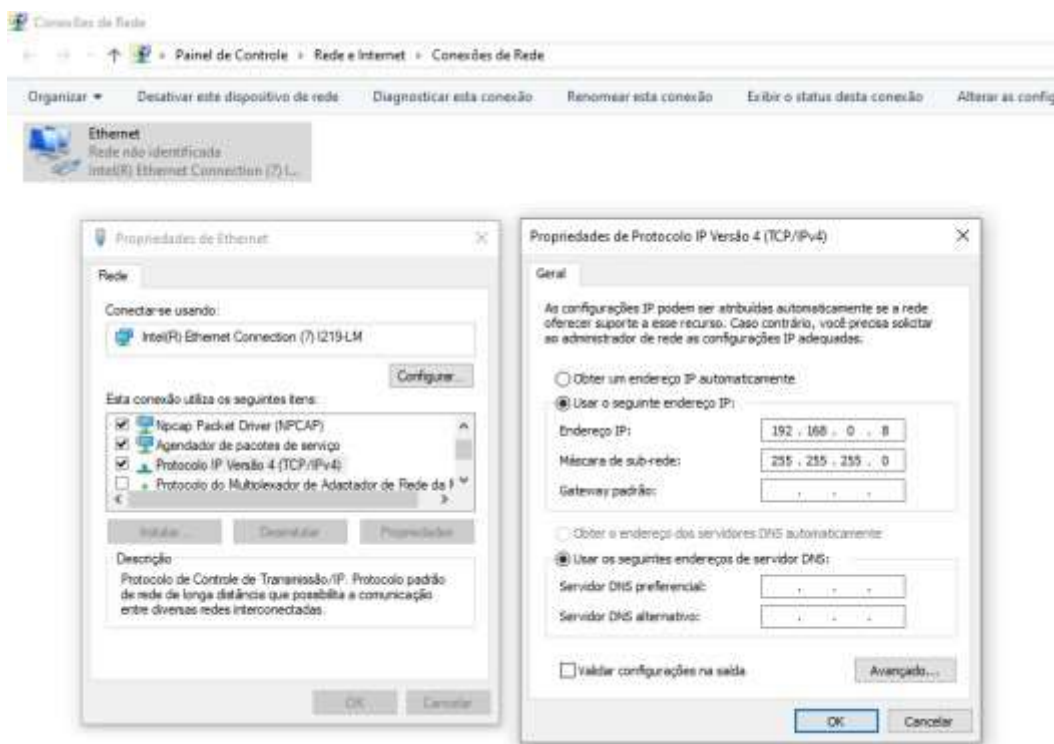 Conexões de Rede
Painel de Controle › Rede e Internet › Conexões de Rede
Organizar Desativar este dispositivo de rede Diagnosticar esta conexão Renomear esta conexão Exibir o status desta conexão Alterar as config
Ethernet
Rede não identificada
Intel(R) Ethernet Connection (7) I...
Propriedades de Ethernet
Rede
Conectar-se usando:
Intel(R) Ethernet Connection (7) I219-LM
Configurar...
Esta conexão utiliza os seguintes itens:
Npcap Packet Driver (NPCAP)
Agendador de pacotes de serviço
Protocolo IP Versão 4 (TCP/IPv4)
Protocolo do Multiplexador de Adaptador de Rede da
Instalar... Desinstalar Propriedades
Descrição
Protocolo de Controle de Transmissão/IP. Protocolo padrão
de rede de longa distância que possibilita a comunicação
entre diversas redes interconectadas.
OK Cancelar
Propriedades de Protocolo IP Versão 4 (TCP/IPv4)
Geral
As configurações IP podem ser atribuídas automaticamente se a rede
oferecer suporte a esse recurso. Caso contrário, você precisa solicitar
ao administrador de rede as configurações IP adequadas.
Obter um endereço IP automaticamente
Usar o seguinte endereço IP:
Endereço IP: 192 . 168 . 0 . 8
Máscara de sub-rede: 255 . 255 . 255 . 0
Gateway padrão: . . .
Obter o endereço dos servidores DNS automaticamente
Usar os seguintes endereços de servidor DNS:
Servidor DNS preferencial: . . .
Servidor DNS alternativo: . . .
Validar configurações na saída Avançado...
OK Cancelar